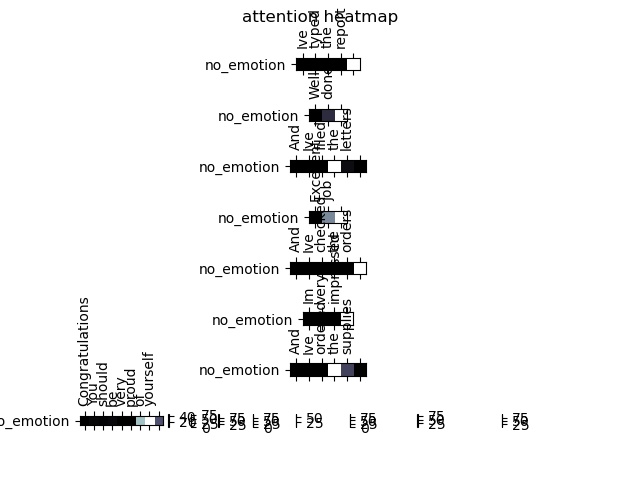 attention heatmap
Ive typed the report
no_emotion
Well done
no_emotion
And Ive filed the letters
no_emotion
Excellent job
no_emotion
And Ive checked the orders
no_emotion
Im very impressed
no_emotion
And Ive ordered the supplies
no_emotion
Congratulations You should be very proud of yourself
no_emotion